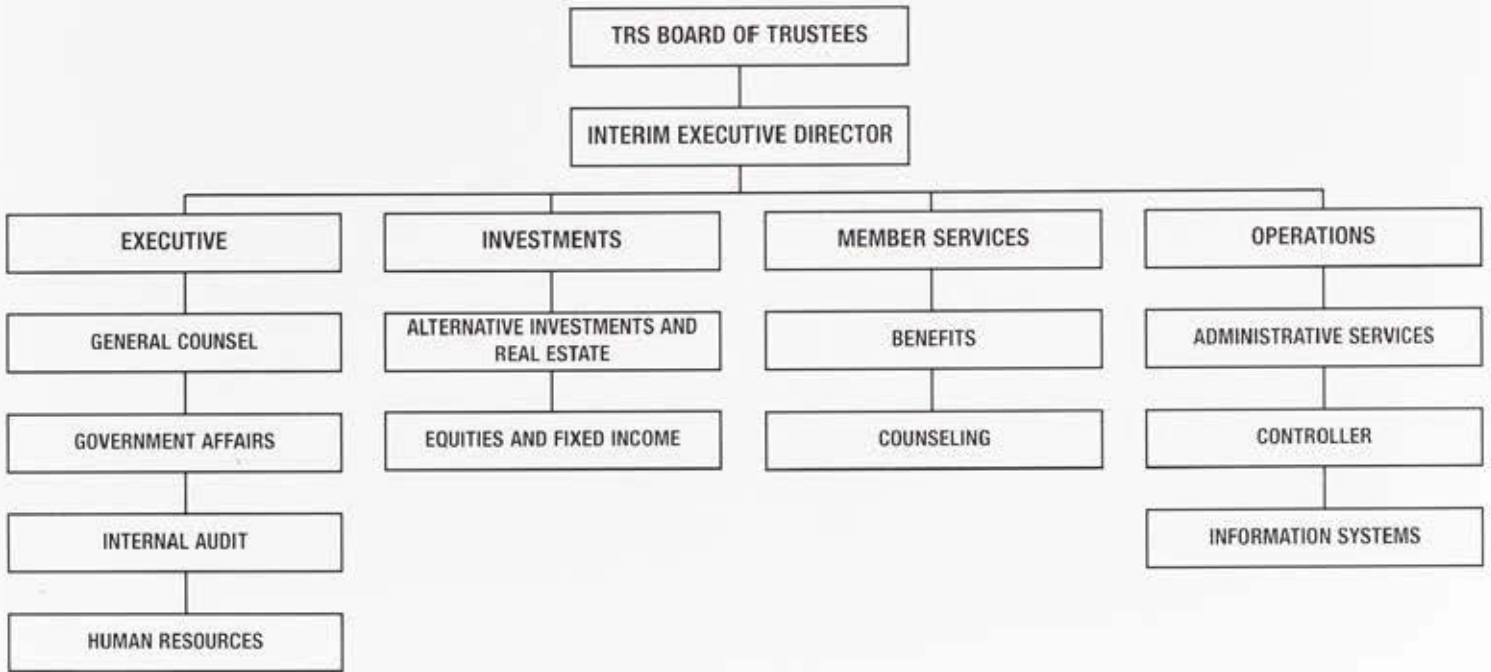 TRS BOARD OF TRUSTEES
INTERIM EXECUTIVE DIRECTOR
EXECUTIVE
GENERAL COUNSEL
GOVERNMENT AFFAIRS
INTERNAL AUDIT
HUMAN RESOURCES
INVESTMENTS
ALTERNATIVE INVESTMENTS AND
REAL ESTATE
EQUITIES AND FIXED INCOME
MEMBER SERVICES
BENEFITS
COUNSELING
OPERATIONS
ADMINISTRATIVE SERVICES
CONTROLLER
INFORMATION SYSTEMS